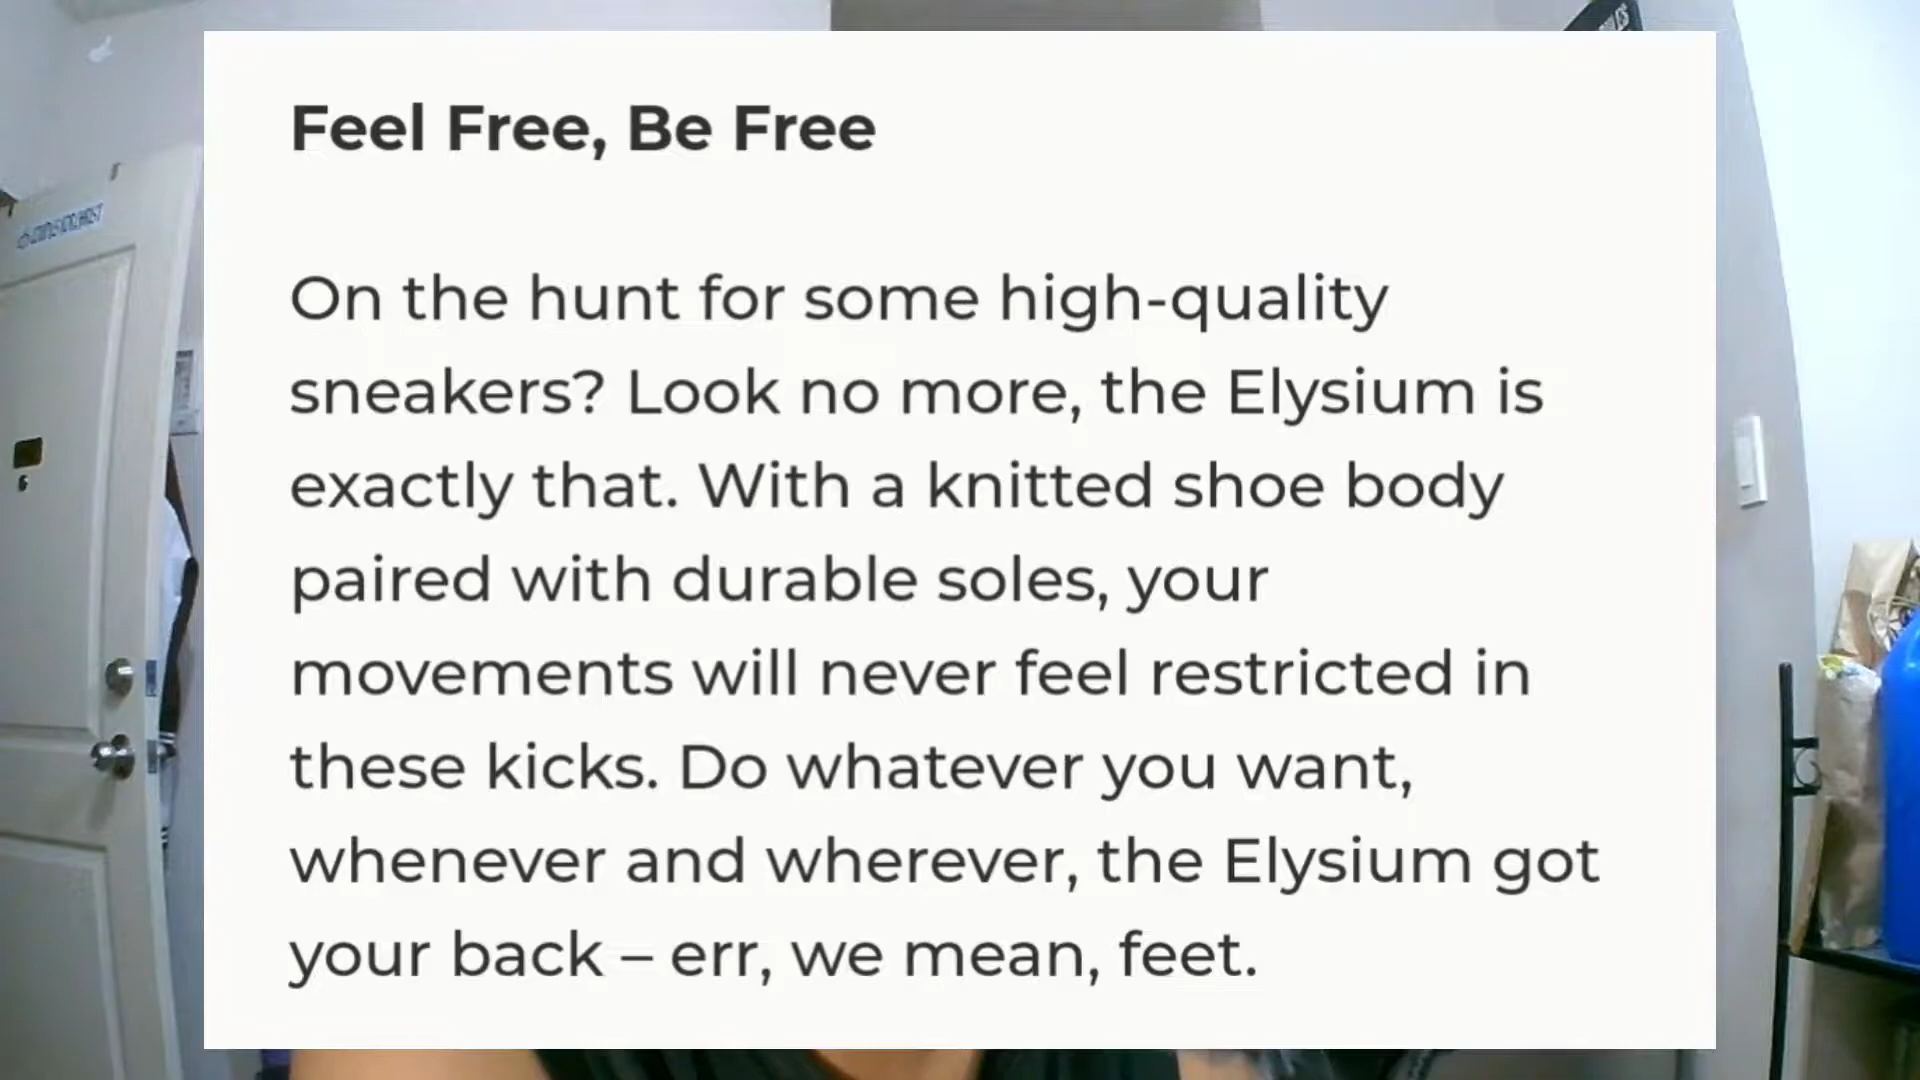 Feel Free, Be Free
On the hunt for some high-quality
sneakers? Look no more, the Elysium is
exactly that. With a knitted shoe body
paired with durable soles, your
movements will never feel restricted in
these kicks. Do whatever you want,
whenever and wherever, the Elysium got
your back – err, we mean, feet.